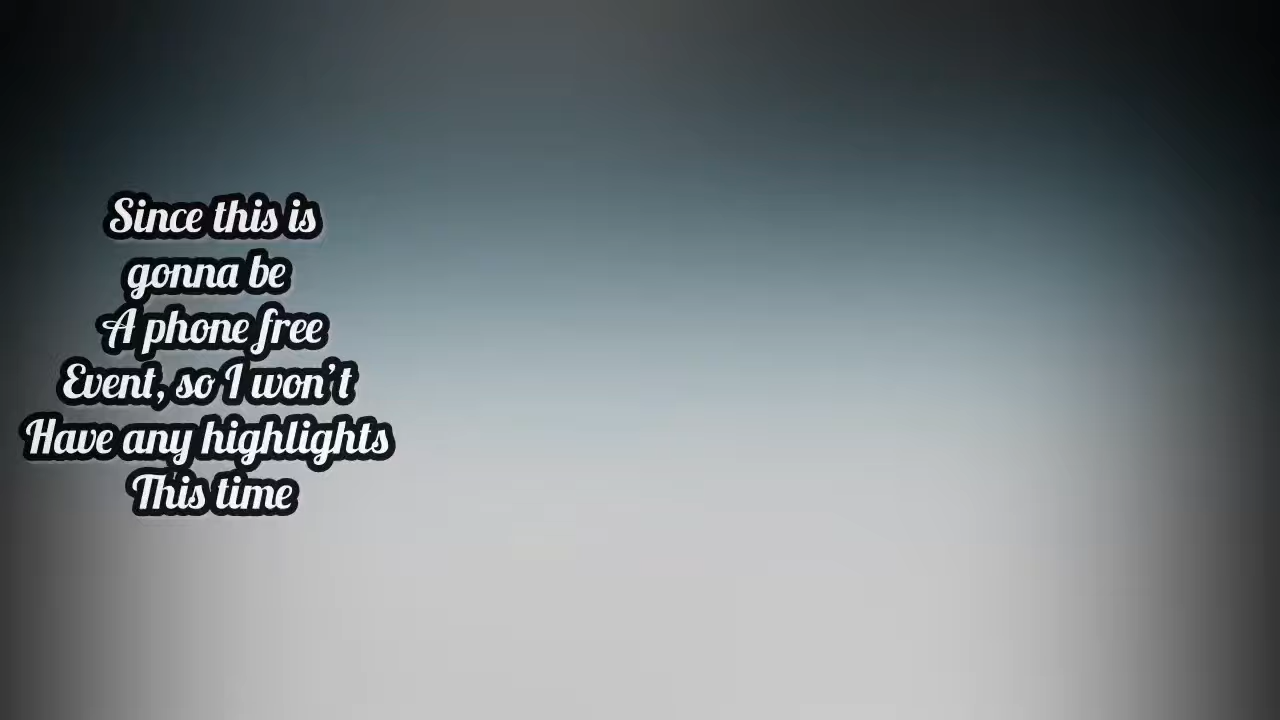 Since this is
gonna be
A phone free
Event, so I won't
Have any highlights
This time